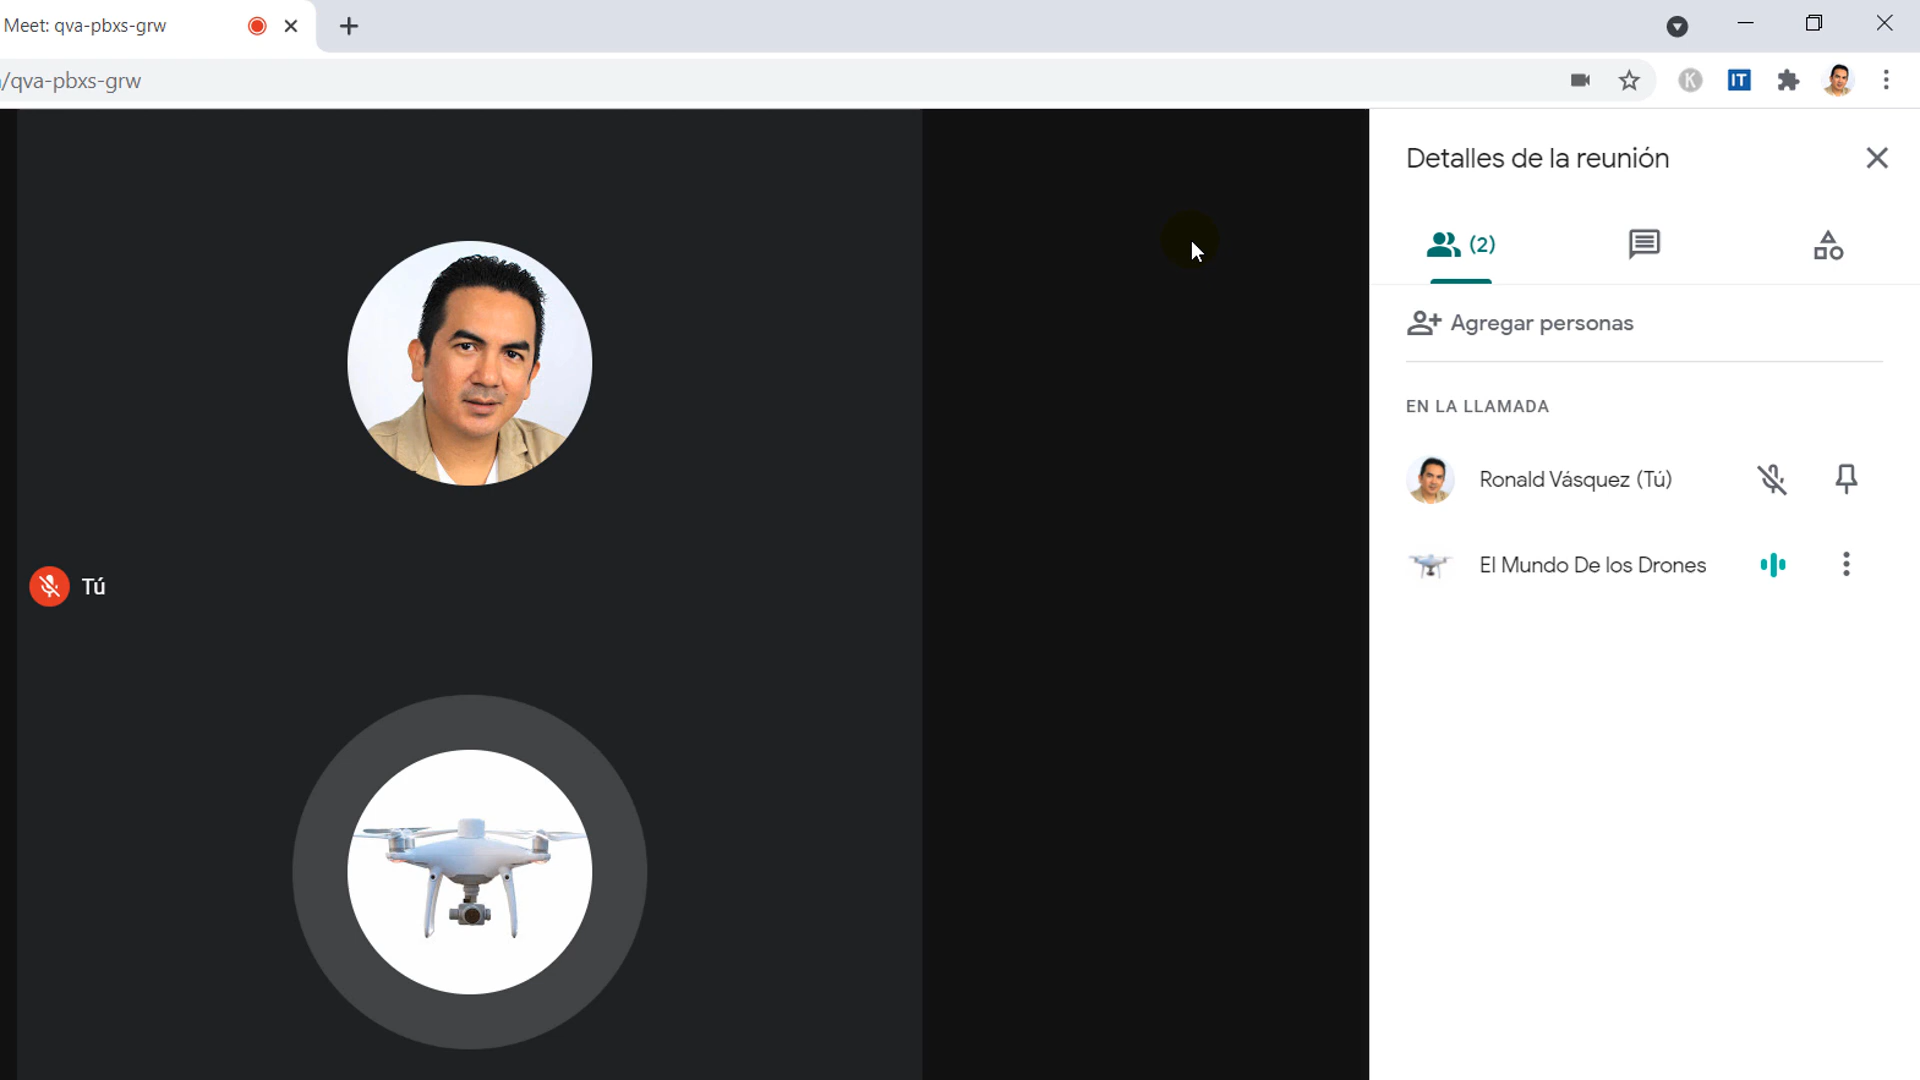 Meet: qva-pbxs-grw
/qva-pbxs-grw
K
IT
Detalles de la reunión
(2)
Agregar personas
EN LA LLAMADA
Ronald Vásquez (Tú)
El Mundo De los Drones
Tú